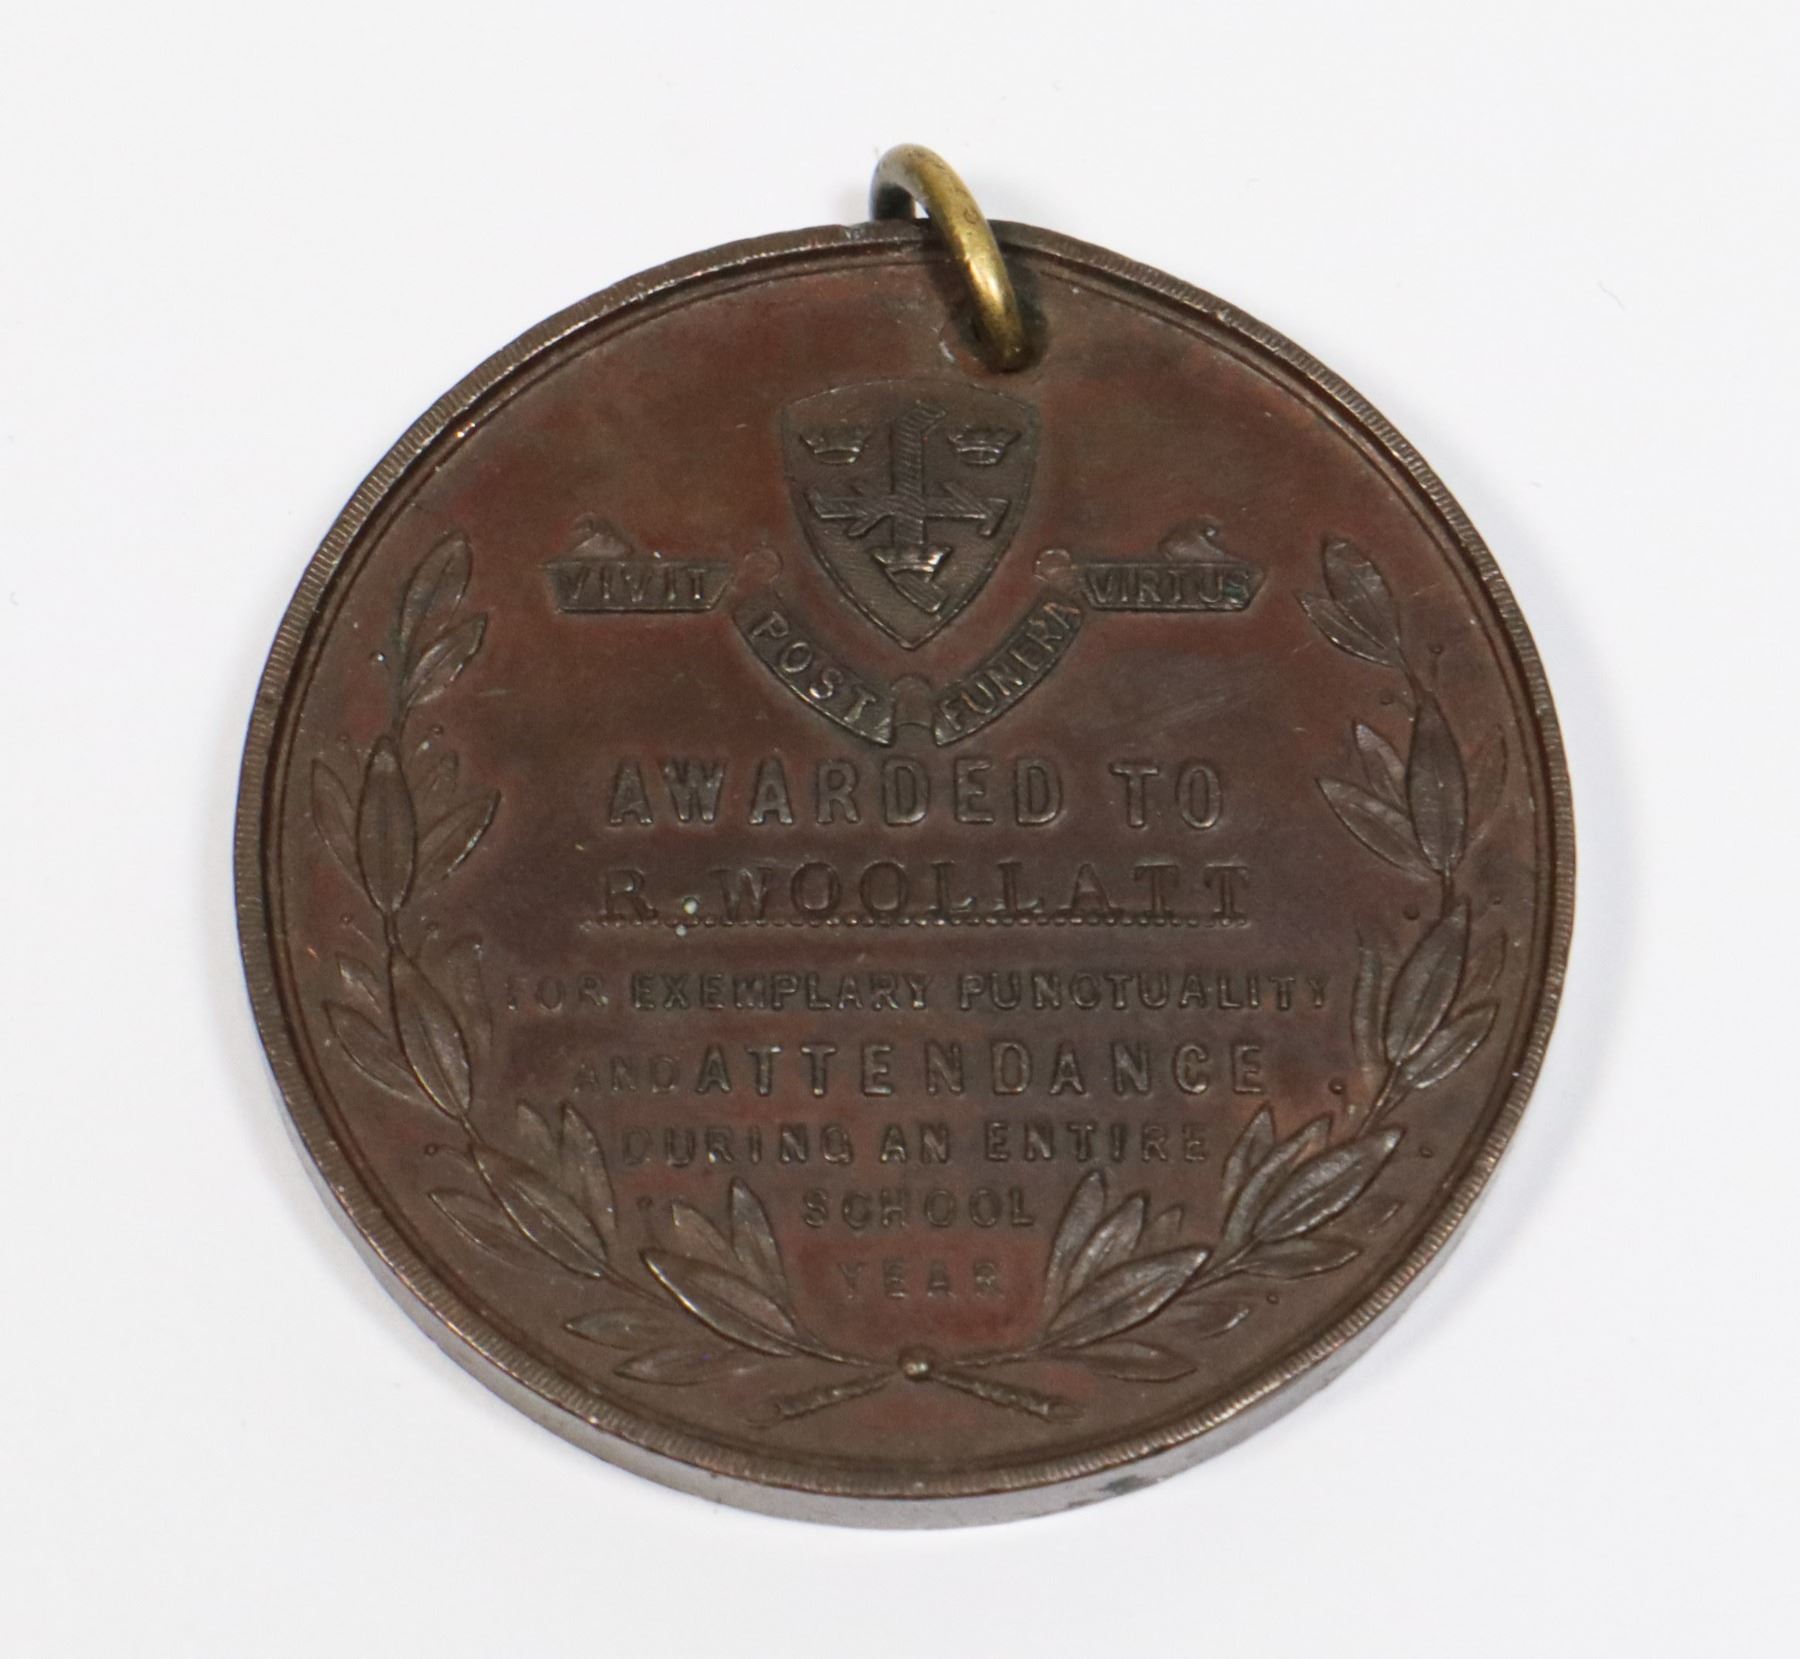 VIVIT POST FUNERA VIRTUS
AWARDED TO
R. WOOLLATT
FOR EXEMPLARY PUNCTUALITY
AND ATTENDANCE
DURING AN ENTIRE
SCHOOL
YEAR